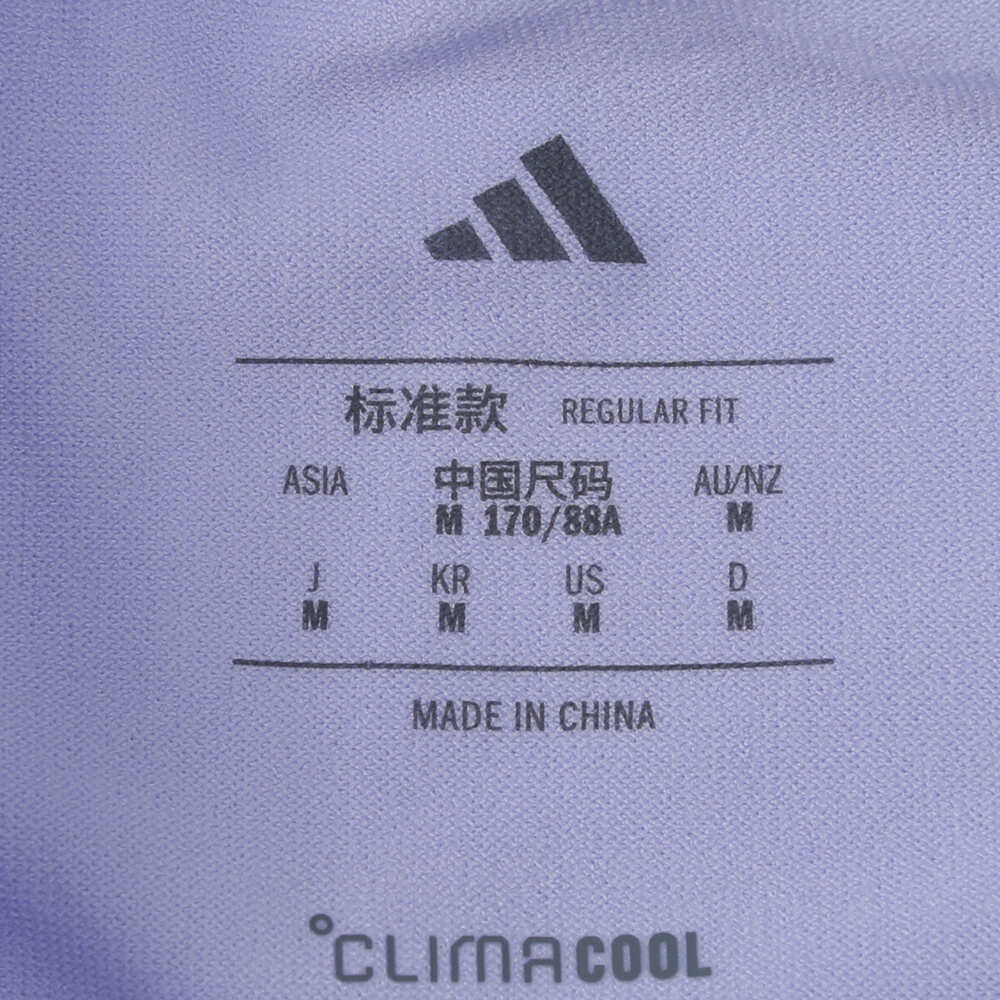 标准款 REGULAR FIT
ASIA 中国尺码 AU/NZ
M 170/88A M
J KR US D
M M M M
MADE IN CHINA
°CLIMACOOL